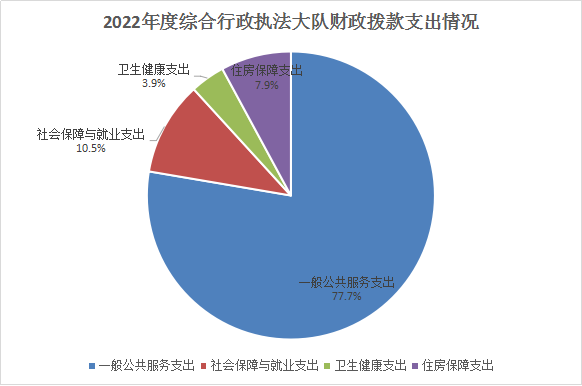 2022年度综合行政执法大队财政拨款支出情况
卫生健康支出
3.9%
住房保障支出
7.9%
社会保障与就业支出
10.5%
一般公共服务支出
77.7%
一般公共服务支出 社会保障与就业支出 卫生健康支出 住房保障支出